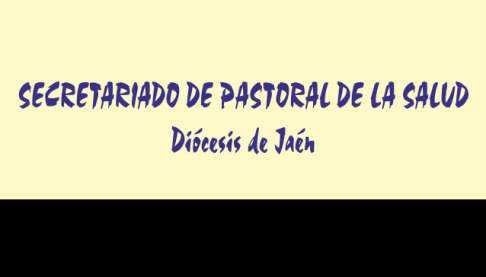 SECRETARIADO DE PASTORAL DE LA SALUD
Diócesis de Jaén